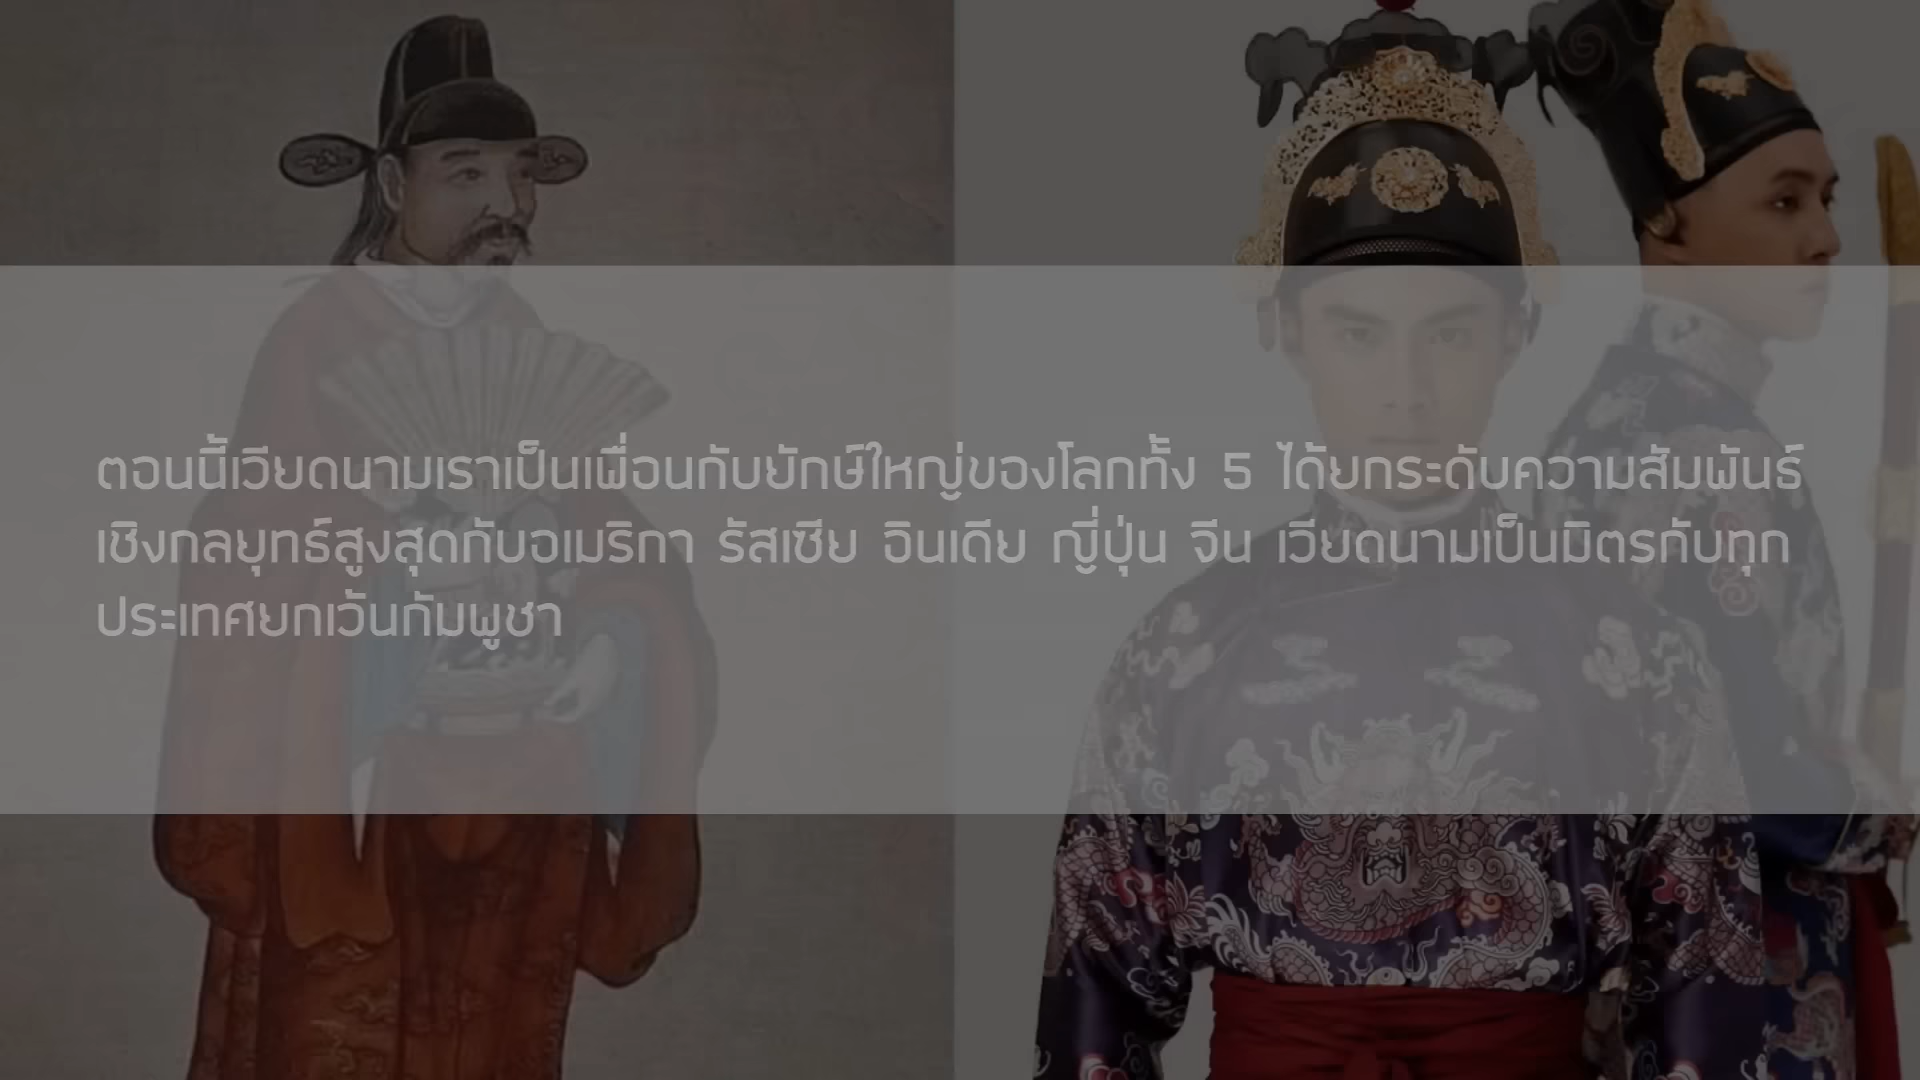 ตอนนี้เวียดนามเราเป็นเพื่อนกับยักษ์ใหญ่ของโลกทั้ง 5 ได้ยกระดับความสัมพันธ์
เชิงกลยุทธ์สูงสุดกับอเมริกา รัสเซีย อินเดีย ญี่ปุ่น จีน เวียดนามเป็นมิตรกับทุก
ประเทศยกเว้นกัมพูชา